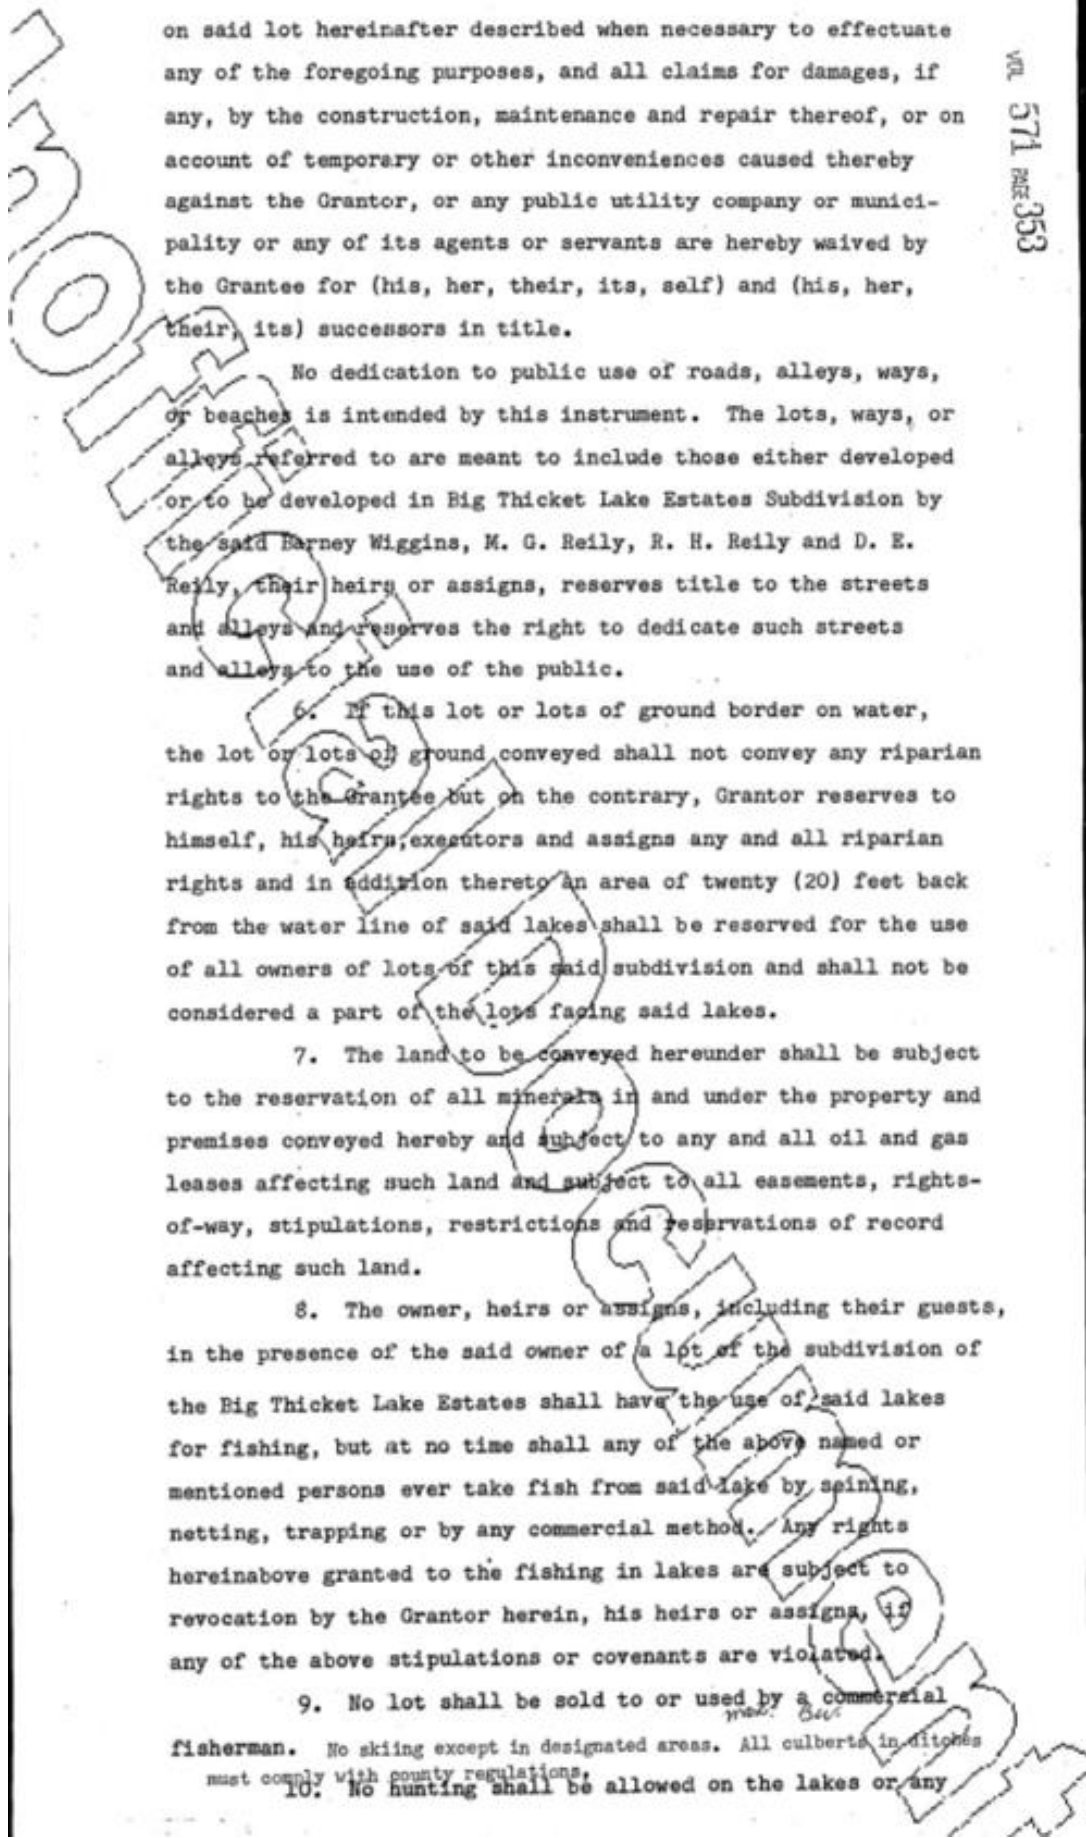 on said lot hereinafter described when necessary to effectuate
any of the foregoing purposes, and all claims for damages, if
any, by the construction, maintenance and repair thereof, or on
account of temporary or other inconveniences caused thereby
against the Grantor, or any public utility company or munici-
pality or any of its agents or servants are hereby waived by
the Grantee for (his, her, their, its, self) and (his, her,
their, its) successors in title.
VOL 571 PAGE 353
No dedication to public use of roads, alleys, ways,
or beaches is intended by this instrument. The lots, ways, or
alleys referred to are meant to include those either developed
or to be developed in Big Thicket Lake Estates Subdivision by
the said Barney Wiggins, M. G. Reily, R. H. Reily and D. E.
Reily, their heirs or assigns, reserves title to the streets
and alleys and reserves the right to dedicate such streets
and alleys to the use of the public.
6. If this lot or lots of ground border on water,
the lot or lots of ground conveyed shall not convey any riparian
rights to the Grantee but on the contrary, Grantor reserves to
himself, his heirs, executors and assigns any and all riparian
rights and in addition thereto an area of twenty (20) feet back
from the water line of said lakes shall be reserved for the use
of all owners of lots of this said subdivision and shall not be
considered a part of the lots facing said lakes.
7. The land to be conveyed hereunder shall be subject
to the reservation of all minerals in and under the property and
premises conveyed hereby and subject to any and all oil and gas
leases affecting such land and subject to all easements, rights-
of-way, stipulations, restrictions and reservations of record
affecting such land.
8. The owner, heirs or assigns, including their guests,
in the presence of the said owner of a lot of the subdivision of
the Big Thicket Lake Estates shall have the use of said lakes
for fishing, but at no time shall any of the above named or
mentioned persons ever take fish from said lake by seining,
netting, trapping or by any commercial method. Any rights
hereinabove granted to the fishing in lakes are subject to
revocation by the Grantor herein, his heirs or assigns, if
any of the above stipulations or covenants are violated.
9. No lot shall be sold to or used by a commercial
fisherman. No skiing except in designated areas. All culverts in ditches
must comply with county regulations.
10. No hunting shall be allowed on the lakes or any
Unofficial Document